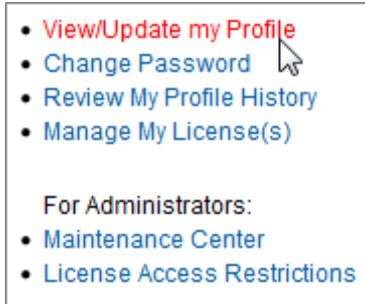 View/Update my Profile
Change Password
Review My Profile History
Manage My License(s)
For Administrators:
Maintenance Center
License Access Restrictions